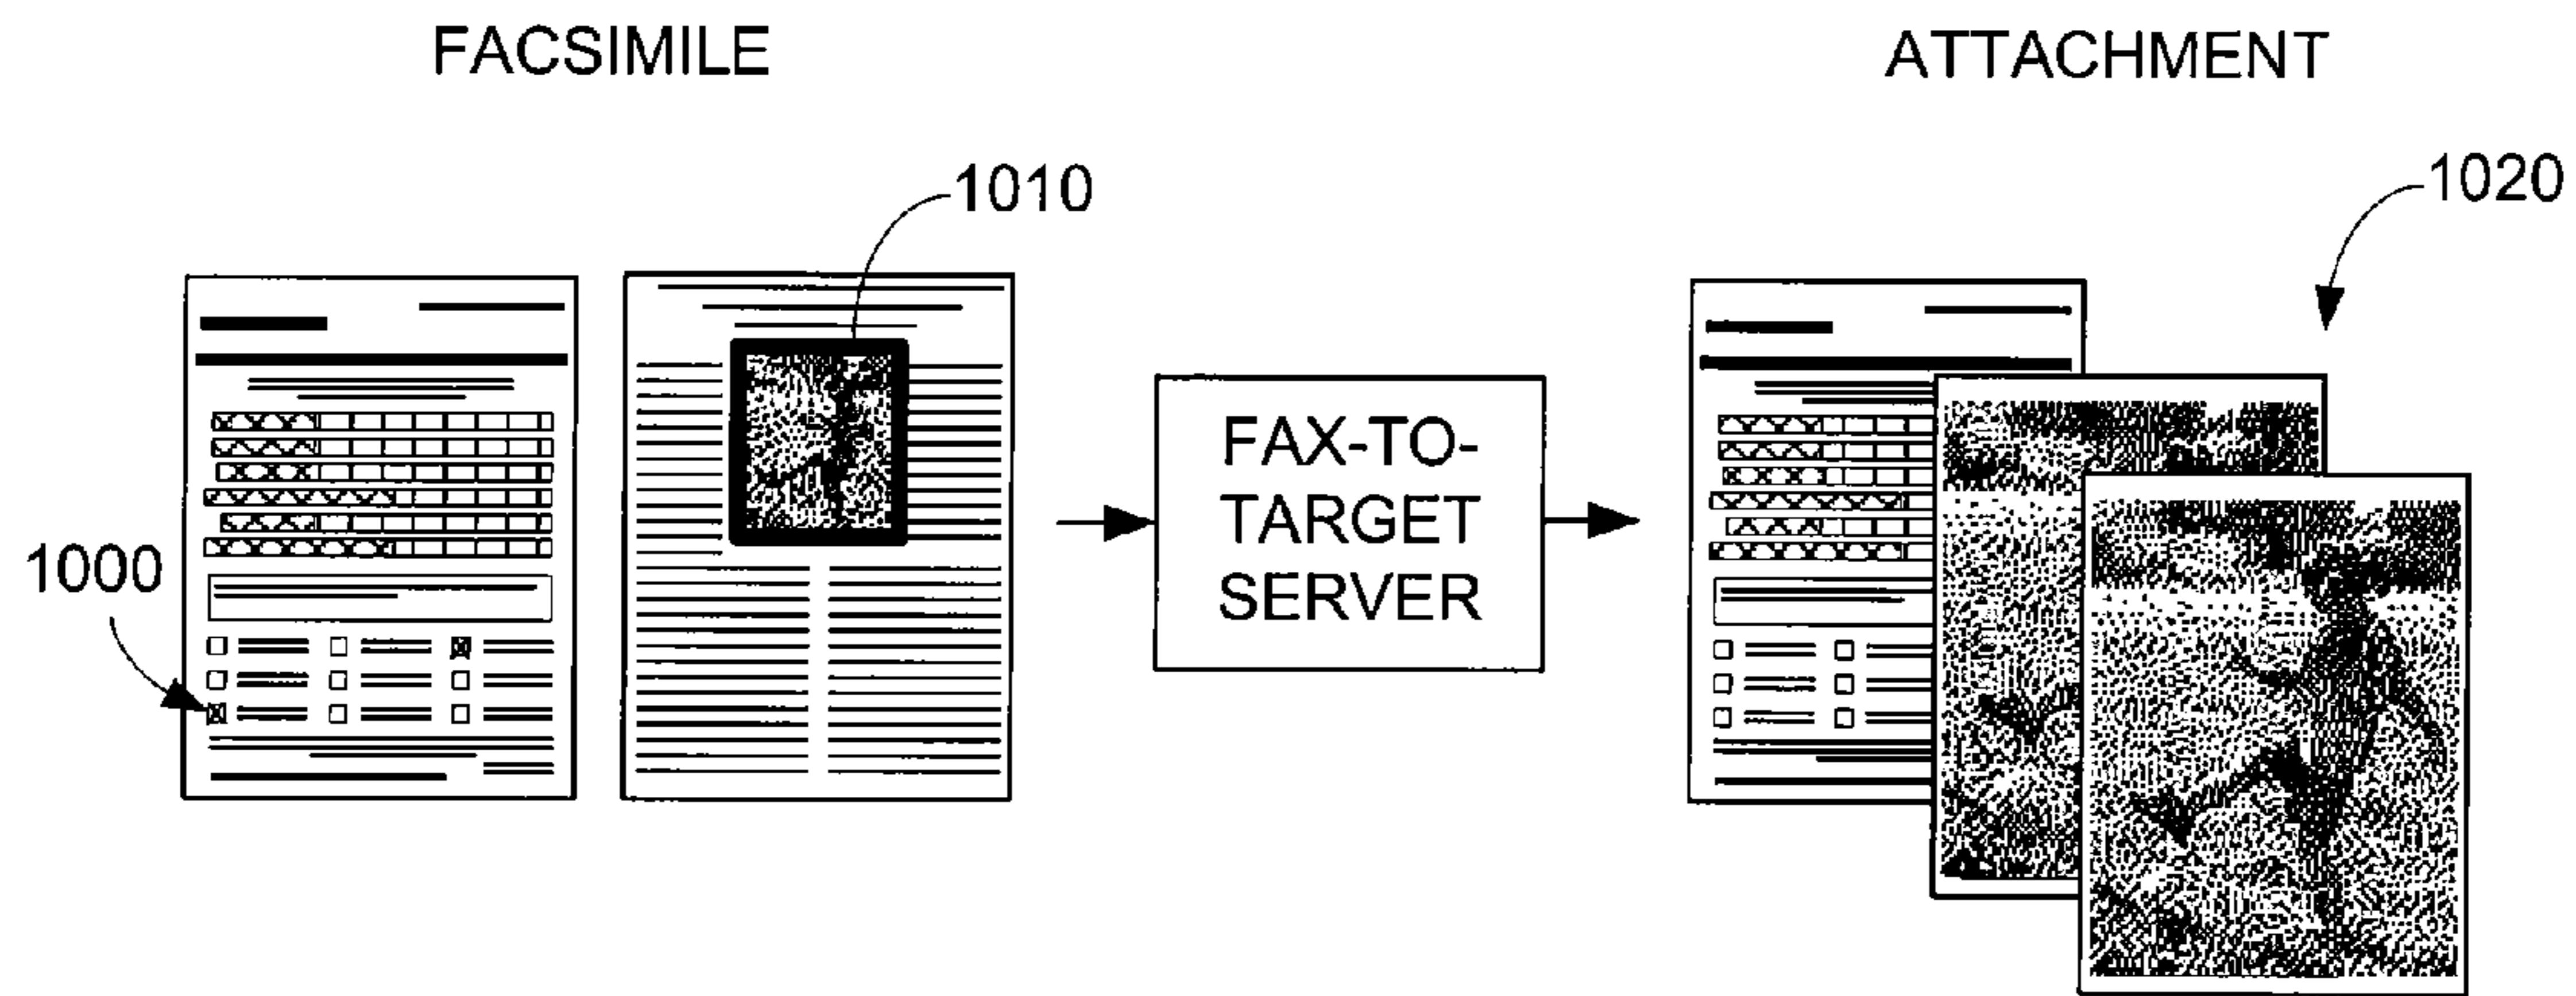 FACSIMILE
ATTACHMENT
1010
1020
1000
FAX-TO-
TARGET
SERVER